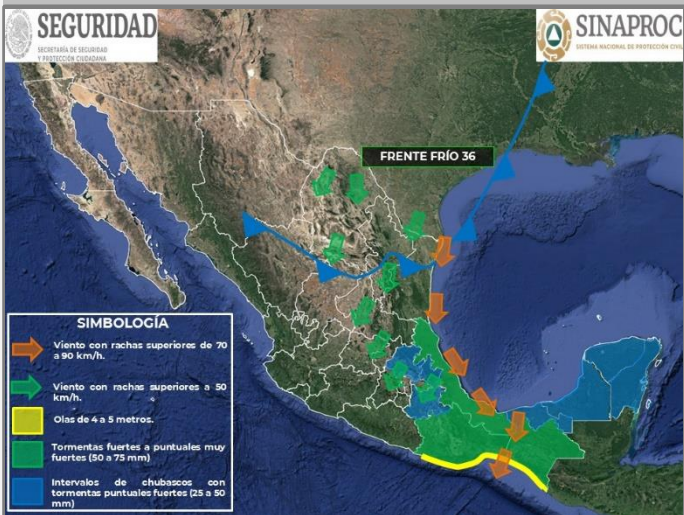 SEGURIDAD
SECRETARÍA DE SEGURIDAD
Y PROTECCIÓN CIUDADANA
SINAPROC
SISTEMA NACIONAL DE PROTECCIÓN CIVIL
FRENTE FRÍO 36
SIMBOLOGÍA
Viento con rachas superiores de 70
a 90 km/h.
Viento con rachas superiores a 50
km/h.
Olas de 4 a 5 metros.
Tormentas fuertes a puntuales muy
fuertes (50 a 75 mm)
Intervalos de chubascos con
tormentas puntuales fuertes (25 a 50
mm)